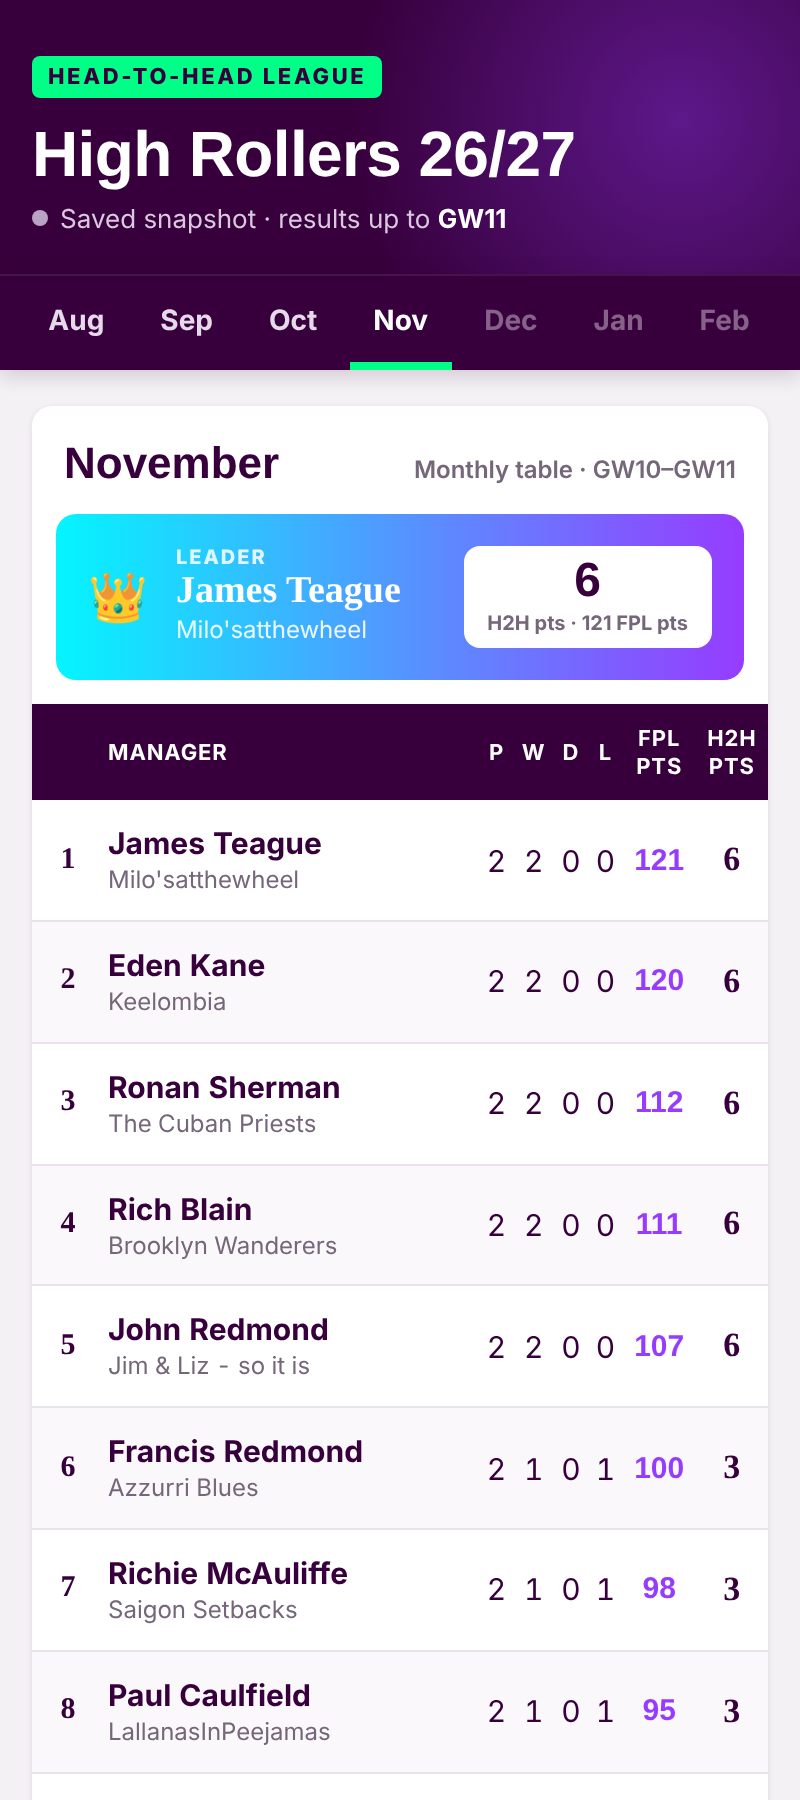 HEAD-TO-HEAD LEAGUE
High Rollers 26/27
Saved snapshot · results up to GW11
Aug Sep Oct Nov Dec Jan Feb
November
Monthly table · GW10–GW11
LEADER
James Teague
Milo'satthewheel
6
H2H pts · 121 FPL pts
MANAGER P W D L FPL PTS H2H PTS
1 James Teague 2 2 0 0 121 6
Milo'satthewheel
2 Eden Kane 2 2 0 0 120 6
Keelombia
3 Ronan Sherman 2 2 0 0 112 6
The Cuban Priests
4 Rich Blain 2 2 0 0 111 6
Brooklyn Wanderers
5 John Redmond 2 2 0 0 107 6
Jim & Liz - so it is
6 Francis Redmond 2 1 0 1 100 3
Azzurri Blues
7 Richie McAuliffe 2 1 0 1 98 3
Saigon Setbacks
8 Paul Caulfield 2 1 0 1 95 3
LallanasInPeejamas